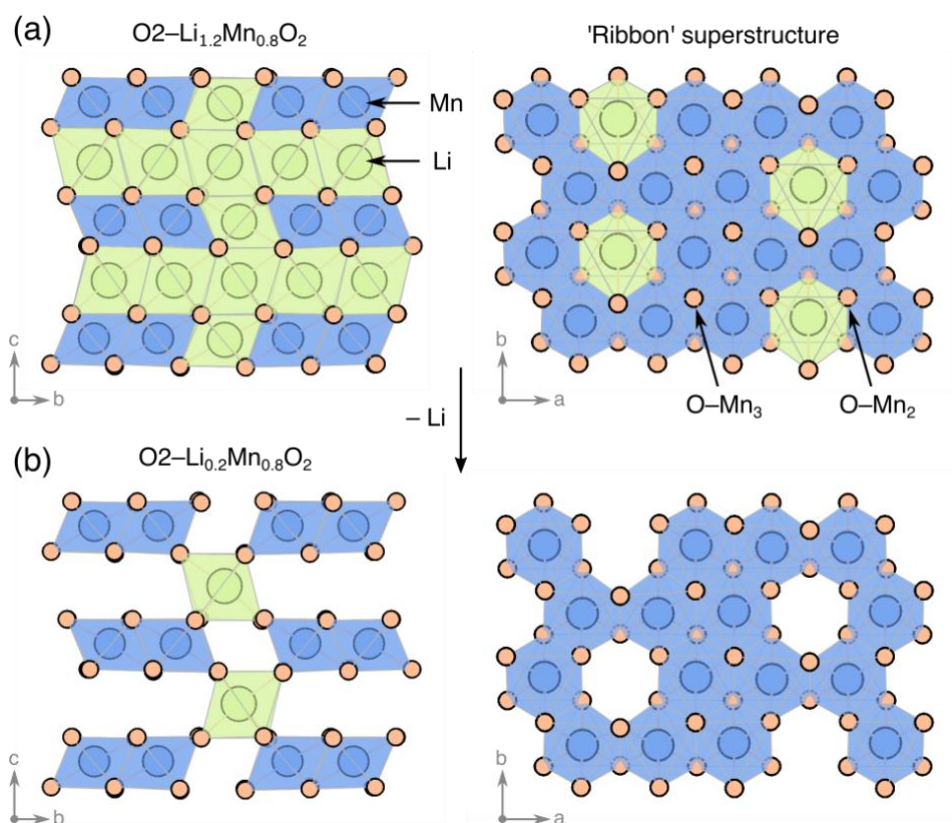 (a)
O2–Li1.2Mn0.8O2
'Ribbon' superstructure
Mn
Li
c
b
b
a
O–Mn3
O–Mn2
– Li
(b)
O2–Li0.2Mn0.8O2
c
b
b
a